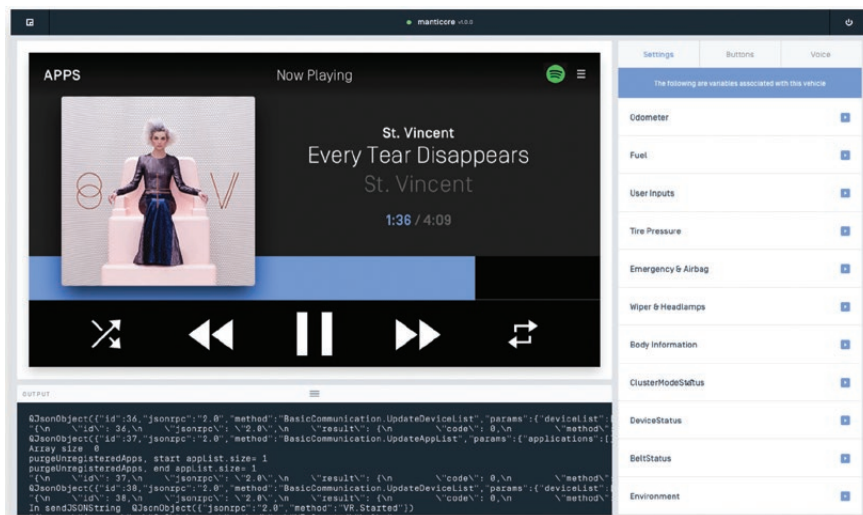 manticore v1.0.0
APPS
Now Playing
St. Vincent
Every Tear Disappears
St. Vincent
1:36 / 4:09
OUTPUT
QJsonObject({"id":36,"jsonrpc":"2.0","method":"BasicCommunication.UpdateDeviceList","params":{"deviceList":
"{\n    \"id\": 36,\n    \"jsonrpc\": \"2.0\",\n    \"result\": {\n        \"code\": 0,\n        \"method\":
QJsonObject({"id":37,"jsonrpc":"2.0","method":"BasicCommunication.UpdateAppList","params":{"applications":[
Array size  0
purgeUnregisteredApps, start appList.size= 1
purgeUnregisteredApps, end appList.size= 1
"{\n    \"id\": 37,\n    \"jsonrpc\": \"2.0\",\n    \"result\": {\n        \"code\": 0,\n        \"method\":
QJsonObject({"id":38,"jsonrpc":"2.0","method":"BasicCommunication.UpdateDeviceList","params":{"deviceList":
"{\n    \"id\": 38,\n    \"jsonrpc\": \"2.0\",\n    \"result\": {\n        \"code\": 0,\n        \"method\":
In sendJSONString  QJsonObject({"jsonrpc":"2.0","method":"VR.Started"})
Settings
Buttons
Voice
The following are variables associated with this vehicle
Odometer
Fuel
User Inputs
Tire Pressure
Emergency & Airbag
Wiper & Headlamps
Body Information
ClusterModeStatus
DeviceStatus
BeltStatus
Environment